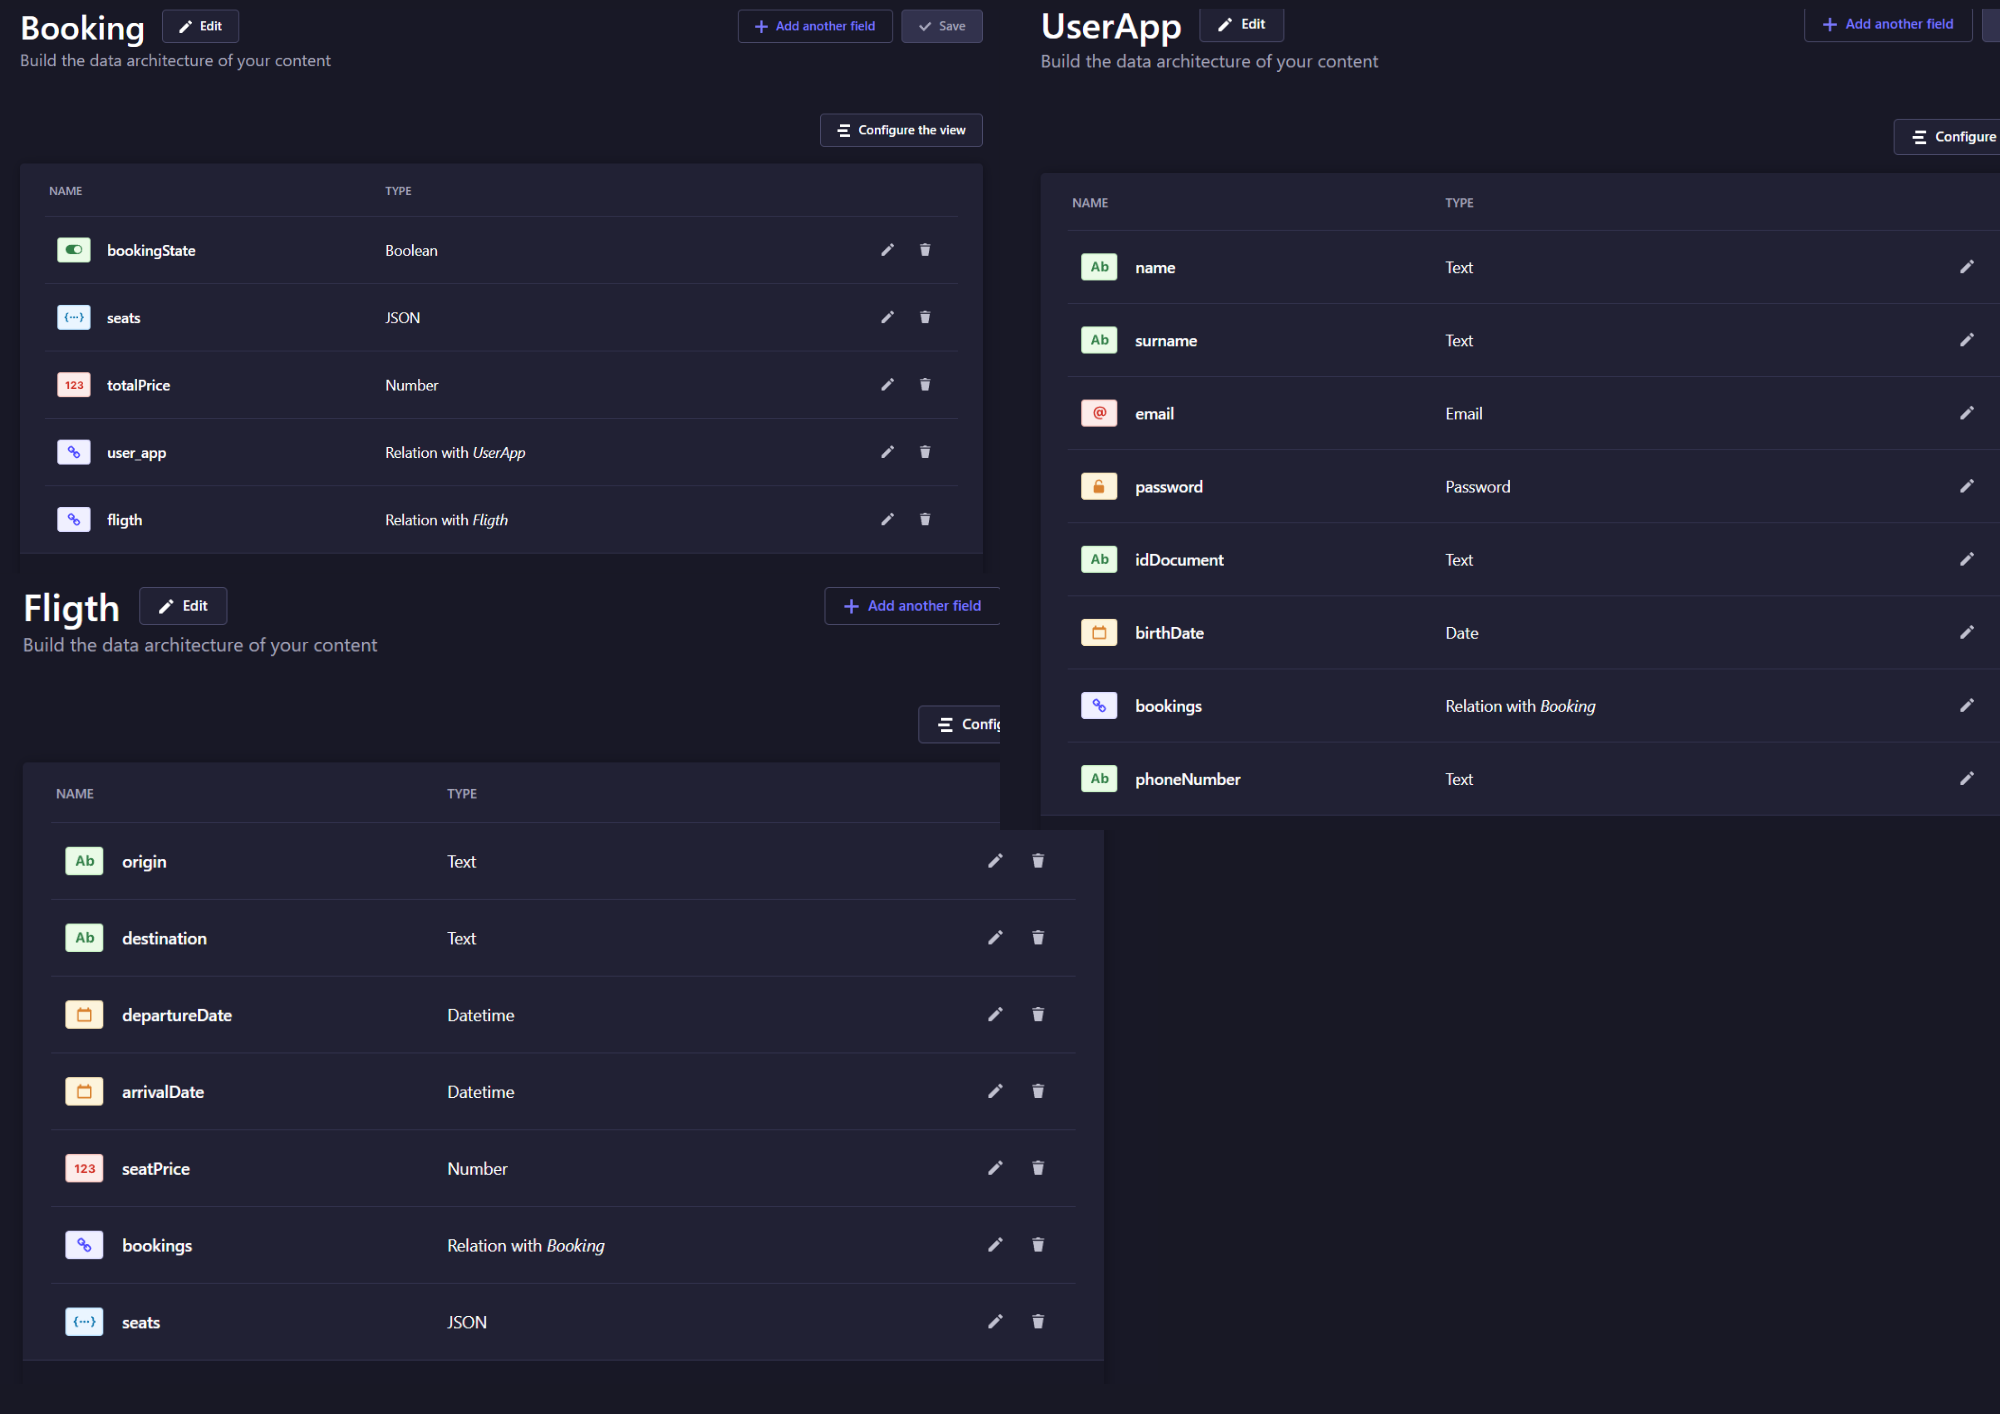 Booking
Edit
Add another field
Save
Build the data architecture of your content
Configure the view
NAME TYPE
bookingState Boolean
{···} seats JSON
123 totalPrice Number
user_app Relation with UserApp
fligth Relation with Fligth
Fligth
Edit
Add another field
Build the data architecture of your content
NAME TYPE
Ab origin Text
Ab destination Text
departureDate Datetime
arrivalDate Datetime
123 seatPrice Number
bookings Relation with Booking
{···} seats JSON
UserApp
Edit
Add another field
Build the data architecture of your content
Configure
NAME TYPE
Ab name Text
Ab surname Text
@ email Email
password Password
Ab idDocument Text
birthDate Date
bookings Relation with Booking
Ab phoneNumber Text